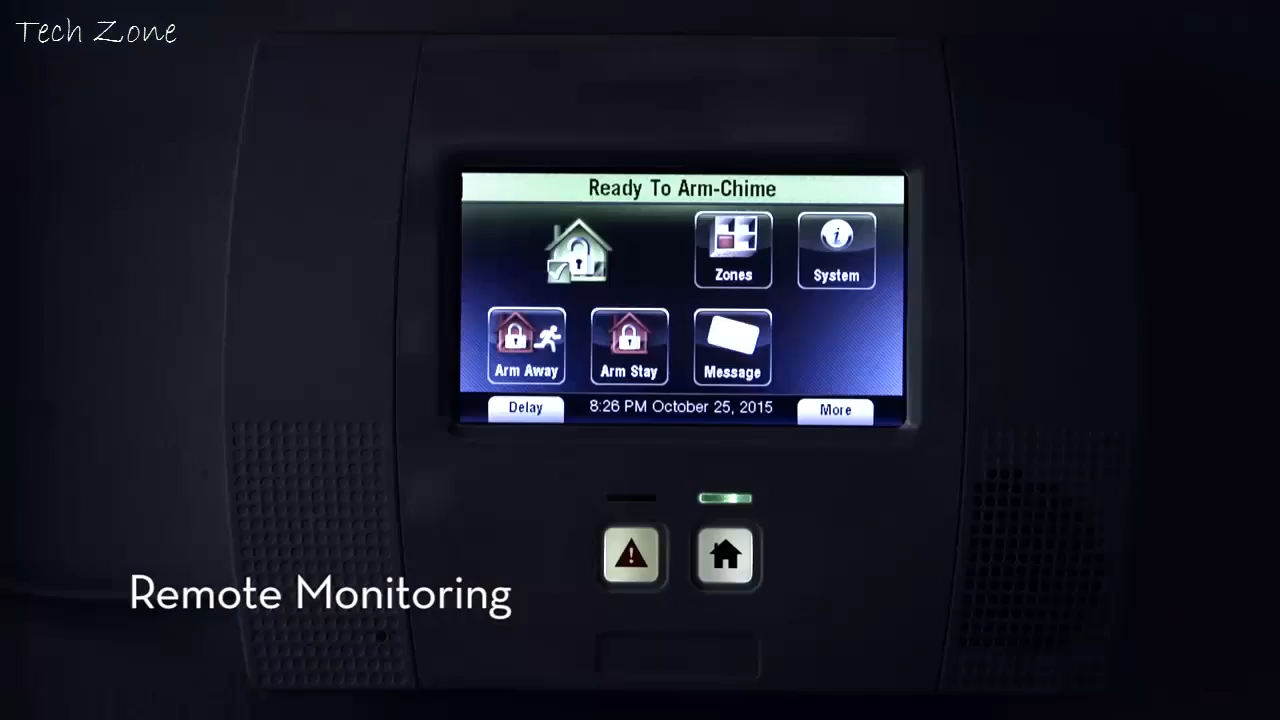 Tech Zone
Ready To Arm-Chime
Zones
System
Arm Away
Arm Stay
Message
Delay
8:26 PM October 25, 2015
More
Remote Monitoring